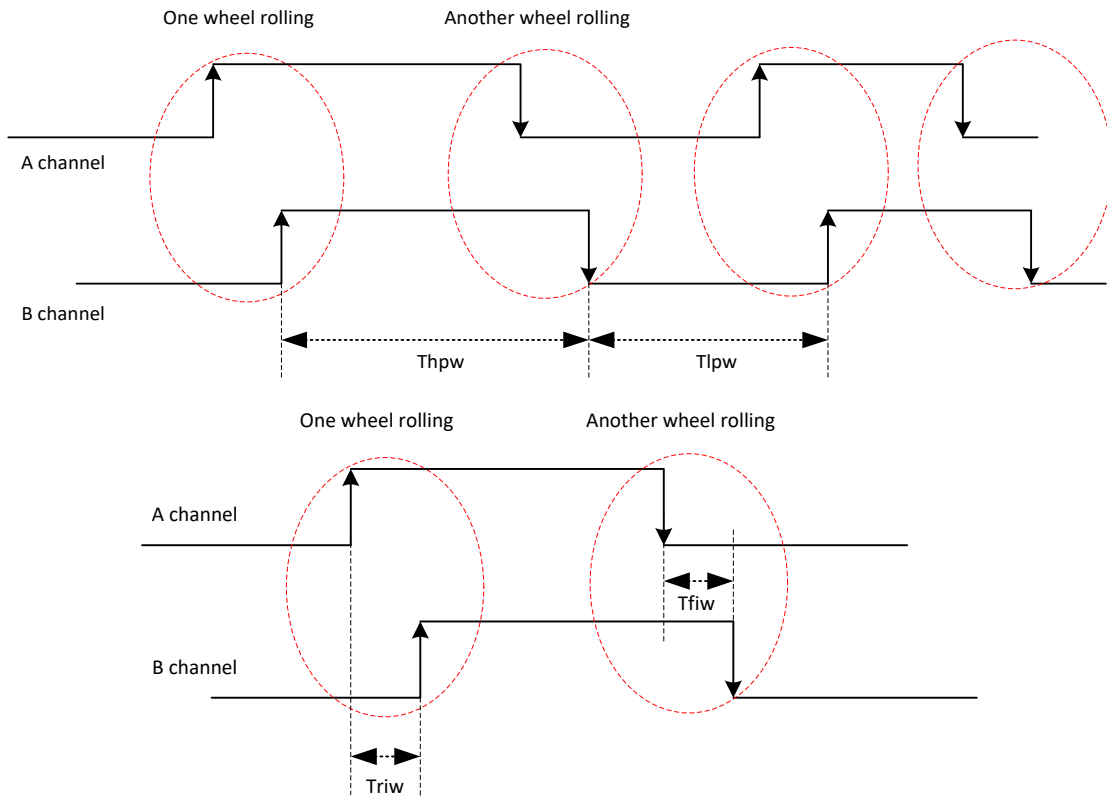 One wheel rolling
Another wheel rolling
A channel
B channel
Thpw
Tlpw
One wheel rolling
Another wheel rolling
A channel
Tfiw
B channel
Triw